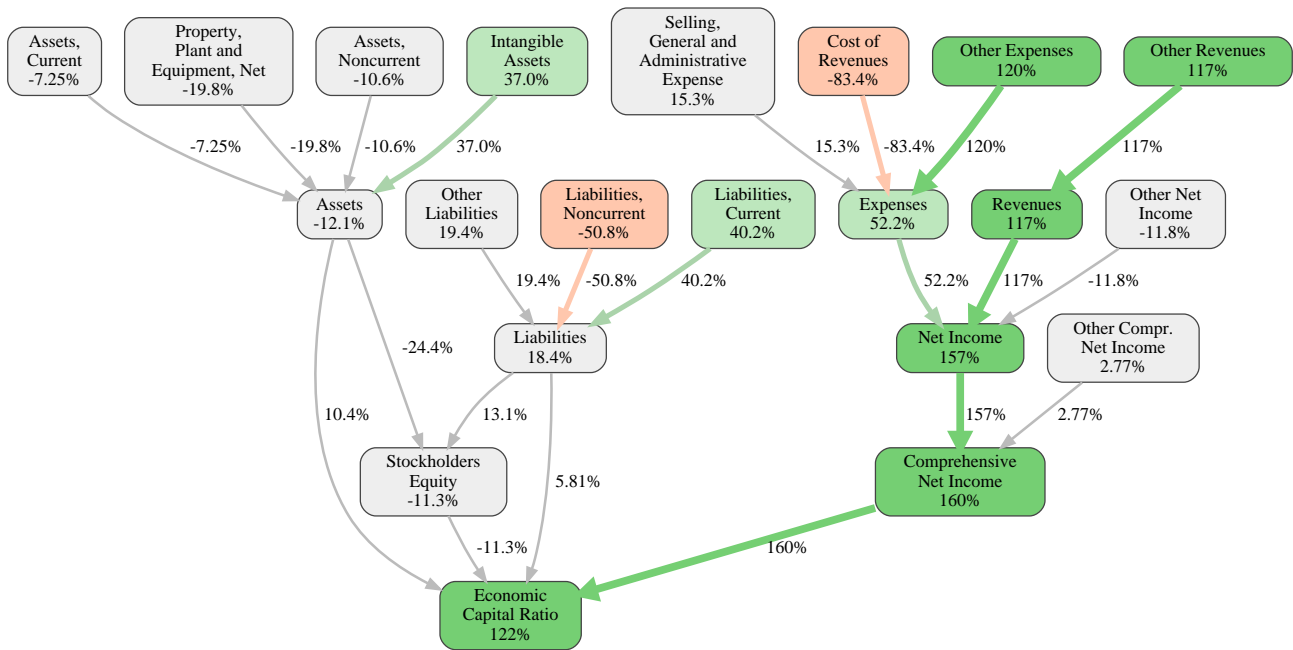 Assets,
Current
-7.25%
Property,
Plant and
Equipment, Net
-19.8%
Assets,
Noncurrent
-10.6%
Intangible
Assets
37.0%
Selling,
General and
Administrative
Expense
15.3%
Cost of
Revenues
-83.4%
Other Expenses
120%
Other Revenues
117%
-7.25%
-19.8%
-10.6%
37.0%
15.3%
-83.4%
120%
117%
Assets
-12.1%
Other
Liabilities
19.4%
Liabilities,
Noncurrent
-50.8%
Liabilities,
Current
40.2%
Expenses
52.2%
Revenues
117%
Other Net
Income
-11.8%
19.4%
-50.8%
40.2%
52.2%
117%
-11.8%
Liabilities
18.4%
Net Income
157%
Other Compr.
Net Income
2.77%
-24.4%
10.4%
13.1%
157%
2.77%
Stockholders
Equity
-11.3%
5.81%
Comprehensive
Net Income
160%
-11.3%
160%
Economic
Capital Ratio
122%